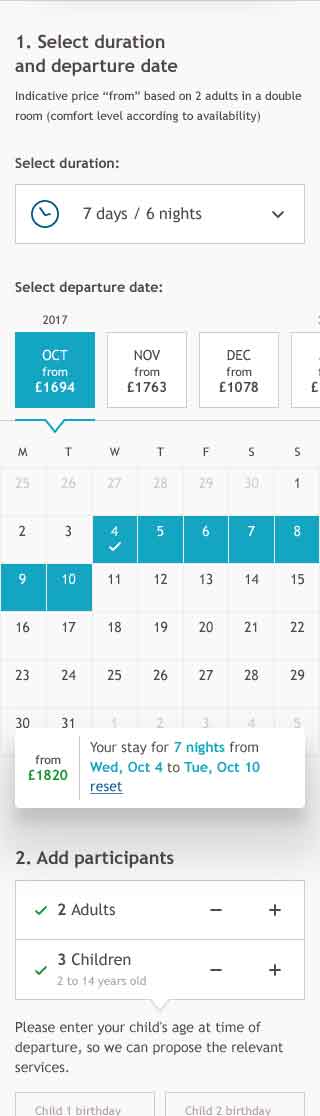 1. Select duration
and departure date
Indicative price “from” based on 2 adults in a double
room (comfort level according to availability)
Select duration:
7 days / 6 nights
Select departure date:
2017
OCT
from
£1694
NOV
from
£1763
DEC
from
£1078
£
M T W T F S S
25 26 27 28 29 30 1
2 3 4 5 6 7 8
9 10 11 12 13 14 15
16 17 18 19 20 21 22
23 24 25 26 27 28 29
30 31 1 2 3 4 5
from
£1820
Your stay for 7 nights from
Wed, Oct 4 to Tue, Oct 10
reset
2. Add participants
2 Adults − +
3 Children − +
2 to 14 years old
Please enter your child's age at time of
departure, so we can propose the relevant
services.
Child 1 birthday Child 2 birthday